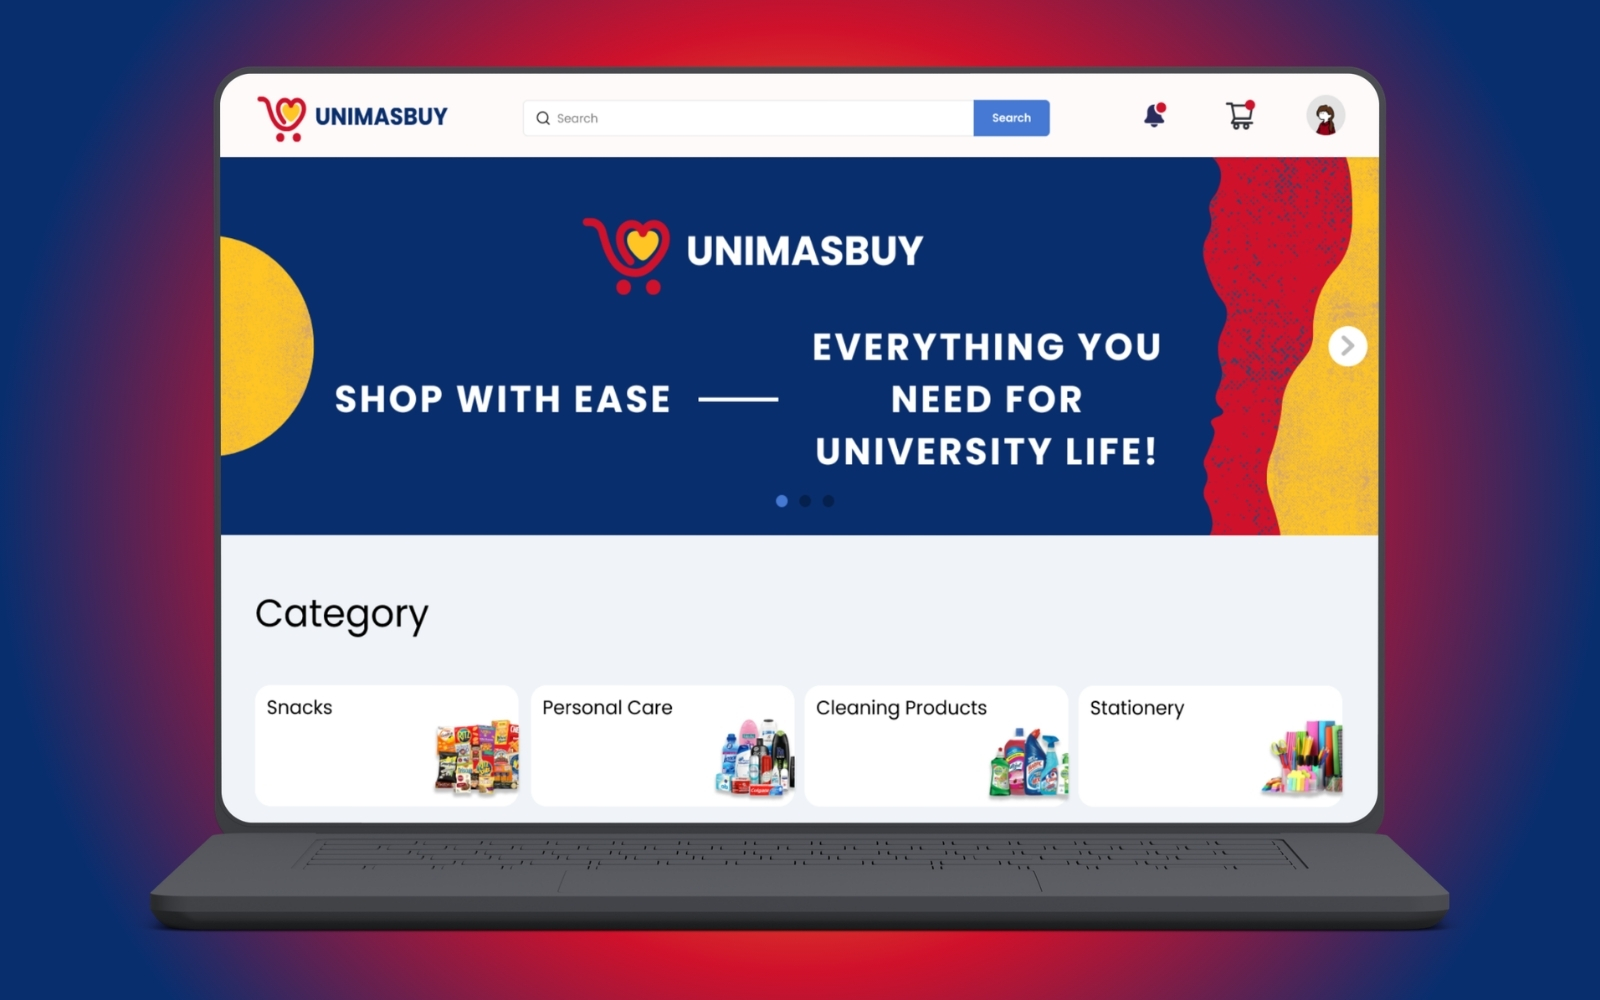 UNIMASBUY
Search
Search
UNIMASBUY
SHOP WITH EASE
EVERYTHING YOU
NEED FOR
UNIVERSITY LIFE!
Category
Snacks
Personal Care
Cleaning Products
Stationery
Colgate